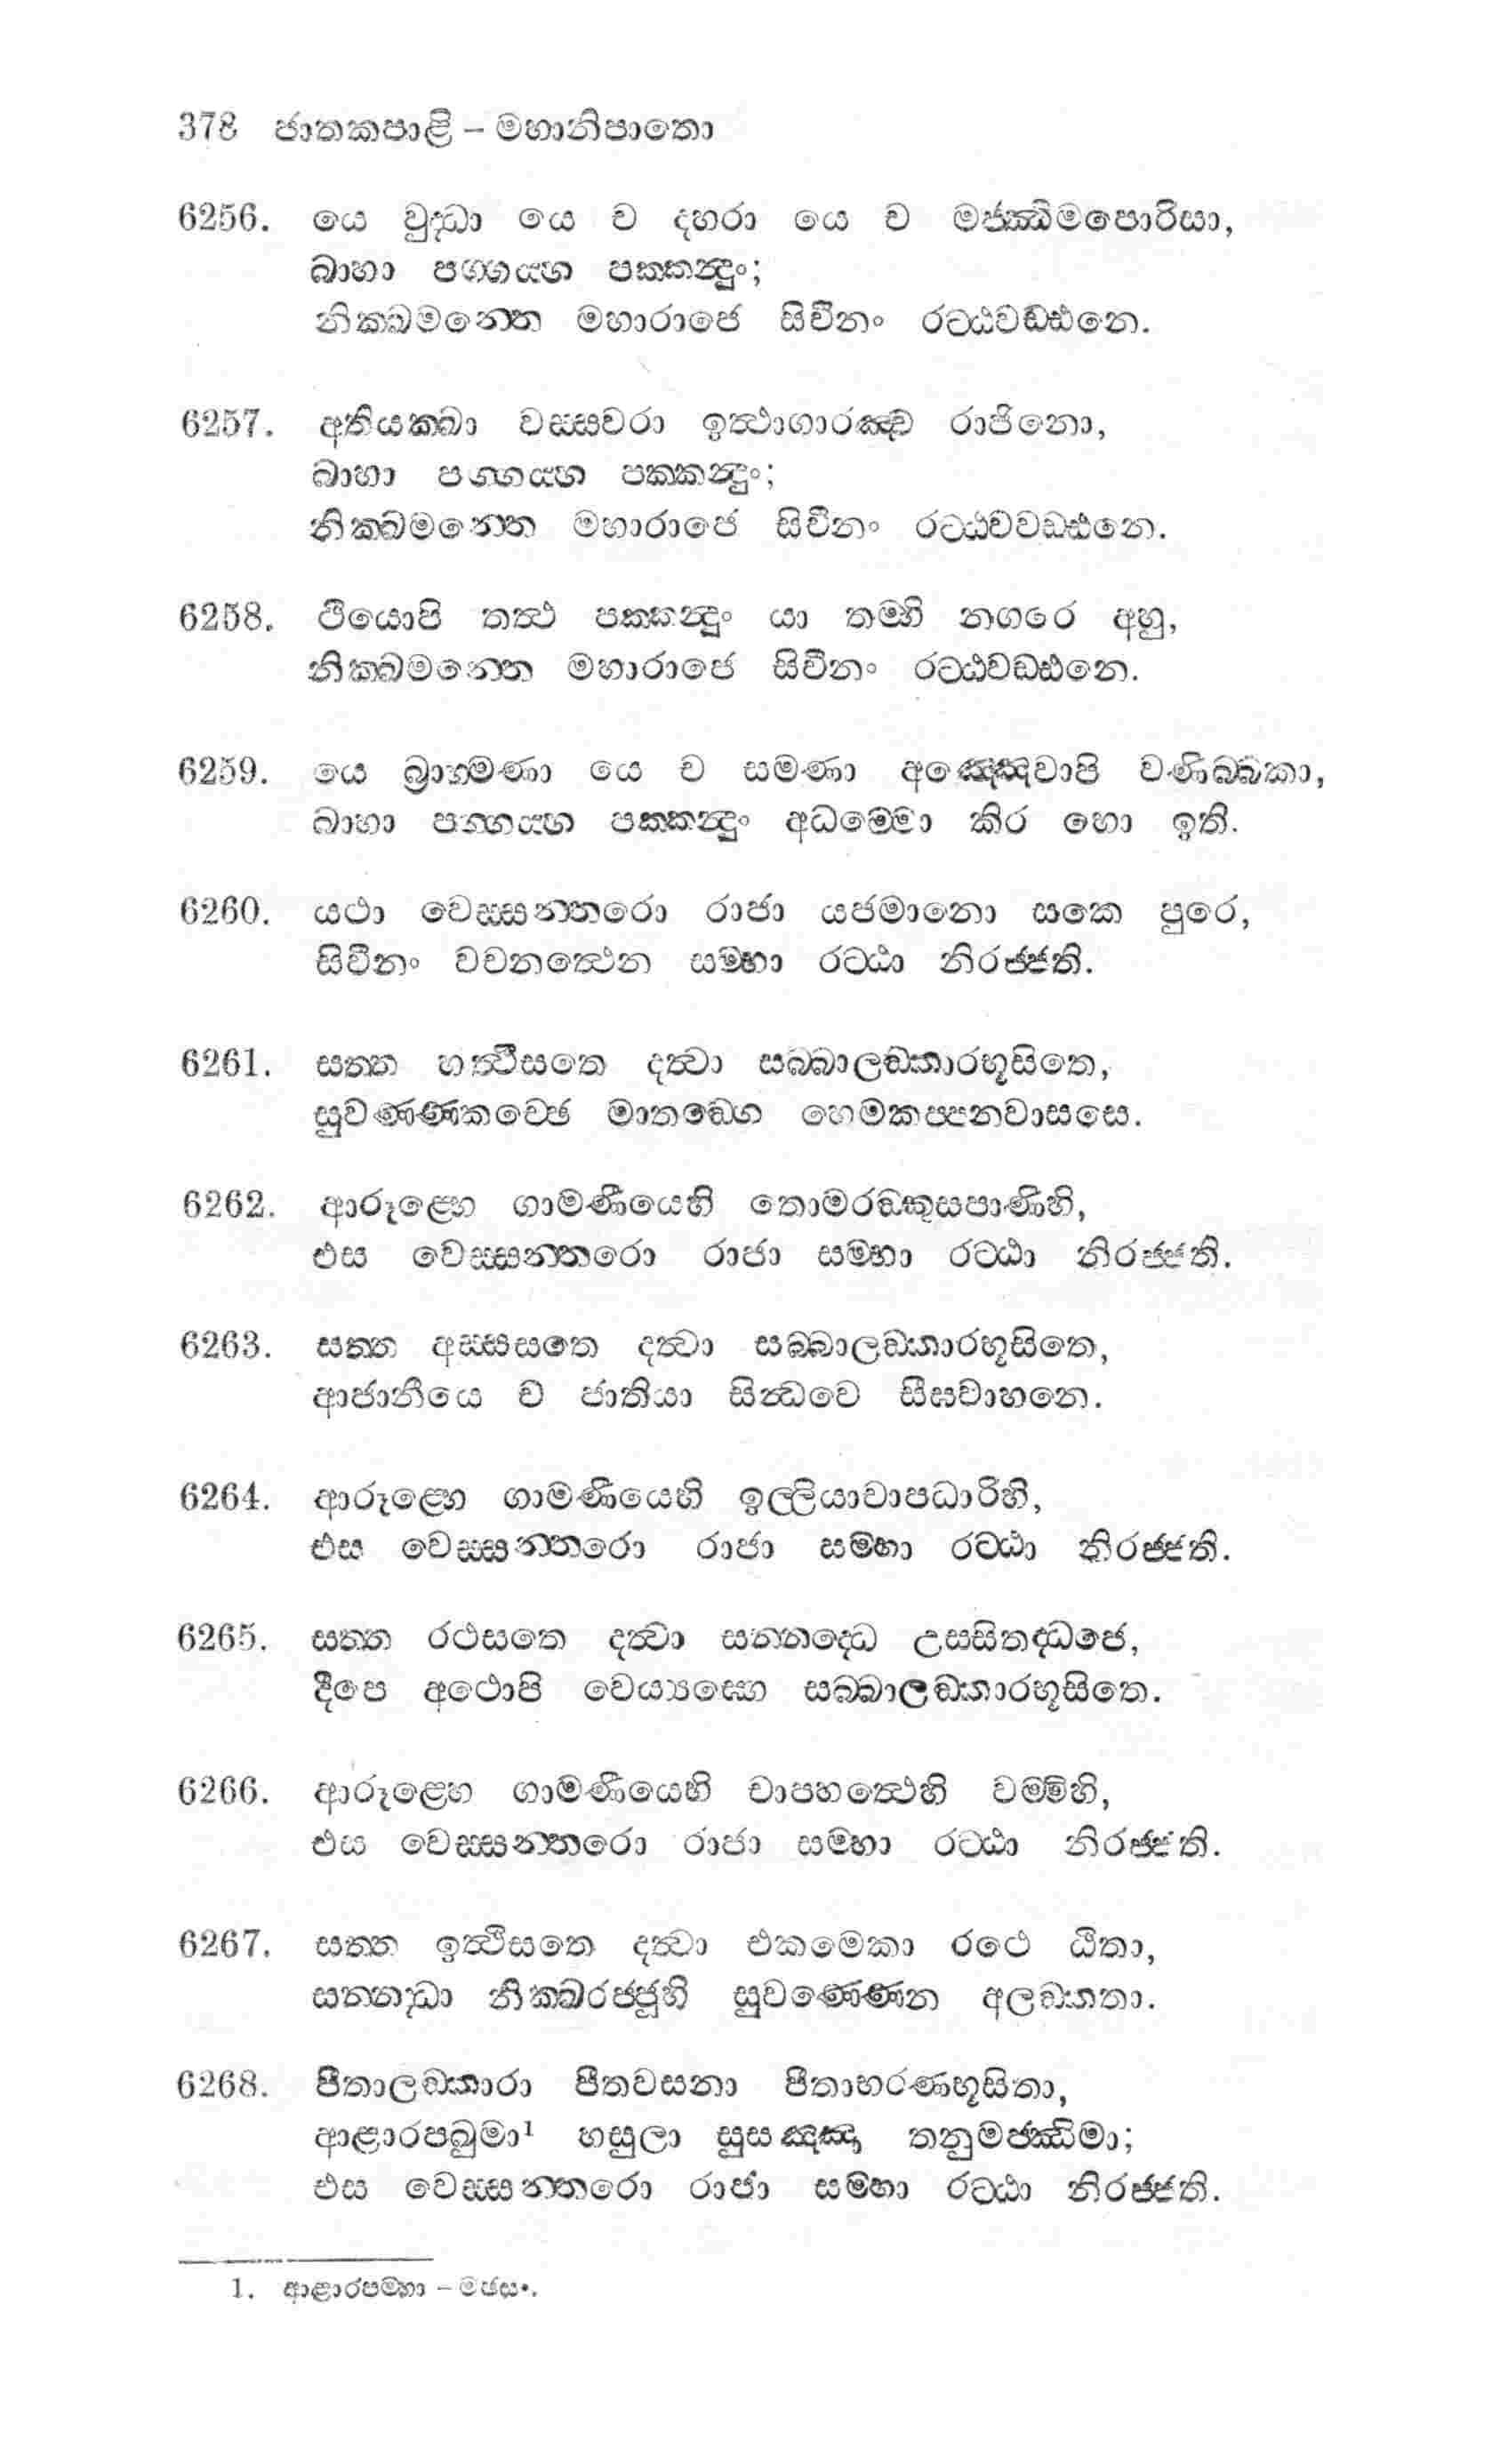 378 ජාතකපාළි – මහානිපාතො
6256. යෙ වුද්ධා යෙ ච දහරා යෙ ච මජ්ඣිමපොරිසා,
බාහා පග්ගය්හ පක්කන්දුං;
නික්ඛමන්තෙ මහාරාජෙ සිවීනං රට්ඨවඩ්ඪනෙ.
6257. අතියක්ඛා වස්සවරා ඉත්ථාගාරඤ්ච රාජිනො,
බාහා පග්ගය්හ පක්කන්දුං;
නික්ඛමන්තෙ මහාරාජෙ සිවීනං රට්ඨවවඩ්ඪනෙ.
6258. ථියොපි තත්ථ පක්කන්දුං යා තම්හි නගරෙ අහු,
නික්ඛමන්තෙ මහාරාජෙ සිවීනං රට්ඨවඩ්ඪනෙ.
6259. යෙ බ්‍රාහ්මණා යෙ ච සමණා අඤ්ඤෙවාපි වණිබ්බකා,
බාහා පග්ගය්හ පක්කන්දුං අධම්මො කිර භො ඉති.
6260. යථා වෙස්සන්තරො රාජා යජමානො සකෙ පුරෙ,
සිවීනං වචනත්ථෙන සම්හා රට්ඨා නිරජ්ජති.
6261. සත්ත හත්ථීසතෙ දත්වා සබ්බාලඞ්කාරභූසිතෙ,
සුවණ්ණකච්ඡෙ මාතඞ්ගෙ හෙමකප්පනවාසසෙ.
6262. ආරූළ්හෙ ගාමණීයෙහි තොමරඞ්කුසපාණිහි,
එස වෙස්සන්තරො රාජා සම්හා රට්ඨා නිරජ්ජති.
6263. සත්ත අස්සසතෙ දත්වා සබ්බාලඞ්කාරභූසිතෙ,
ආජානීයෙ ච ජාතියා සින්ධවෙ සීඝවාහනෙ.
6264. ආරූළ්හෙ ගාමණීයෙහි ඉල්ලියාචාපධාරිහි,
එස වෙස්සන්තරො රාජා සම්හා රට්ඨා නිරජ්ජති.
6265. සත්ත රථසතෙ දත්වා සන්නද්ධෙ උස්සිතද්ධජෙ,
දීපෙ අථොපි වෙය්‍යග්ඝෙ සබ්බාලඞ්කාරභූසිතෙ.
6266. ආරූළ්හෙ ගාමණීයෙහි චාපහත්ථෙහි වම්මිහි,
එස වෙස්සන්තරො රාජා සම්හා රට්ඨා නිරජ්ජති.
6267. සත්ත ඉත්ථිසතෙ දත්වා එකමෙකා රථෙ ඨිතා,
සන්නද්ධා නික්ඛරජ්ජූහි සුවණ්ණෙන අලඞ්කතා.
6268. පීතාලඞ්කාරා පීතවසනා පීතාභරණභූසිතා,
ආළාරපඛුමා¹ හසුලා සුසඤ්ඤා තනුමජ්ඣිමා;
එස වෙස්සන්තරො රාජා සම්හා රට්ඨා නිරජ්ජති.
1. ආළාරපම්හා – මජසං.